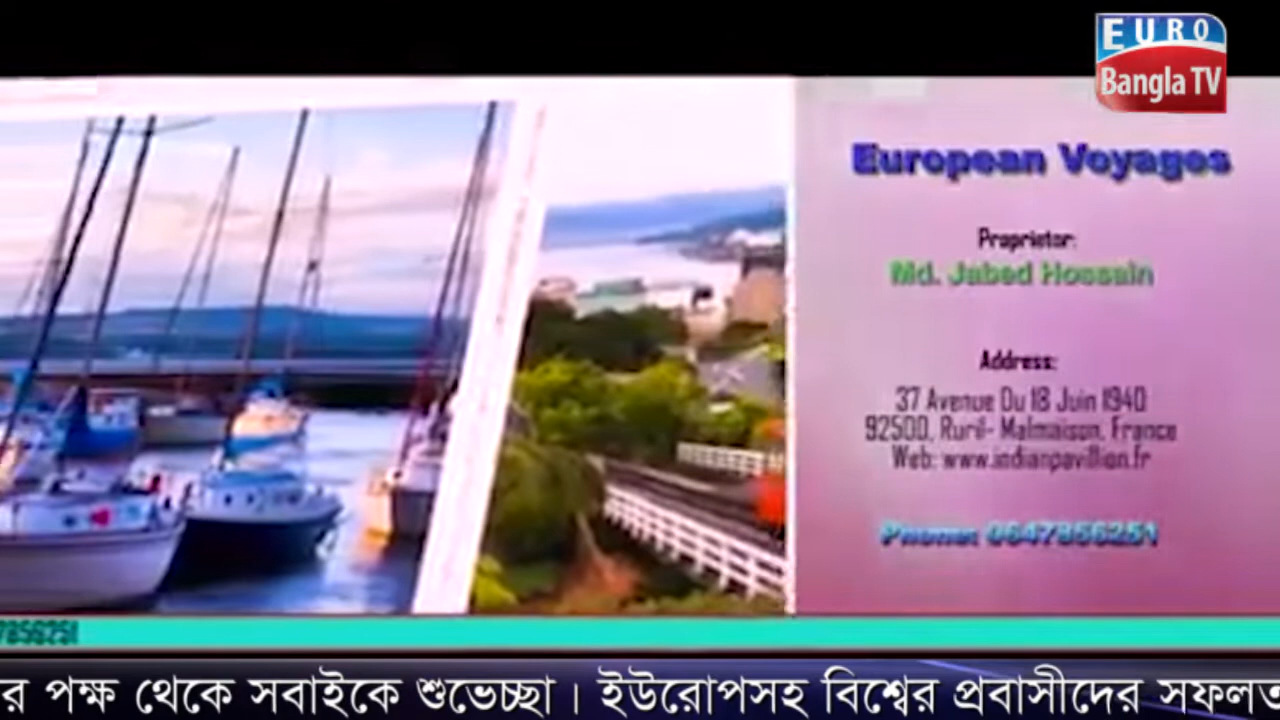 EURO
Bangla TV
European Voyages
Proprietor:
Md. Jabed Hossain
Address:
37 Avenue Du 18 Juin 1940
92500, Ruril- Malmaison, France
Web: www.indianpavillion.fr
Phone: 0647856251
7856251
র পক্ষ থেকে সবাইকে শুভেচ্ছা। ইউরোপসহ বিশ্বের প্রবাসীদের সফলত